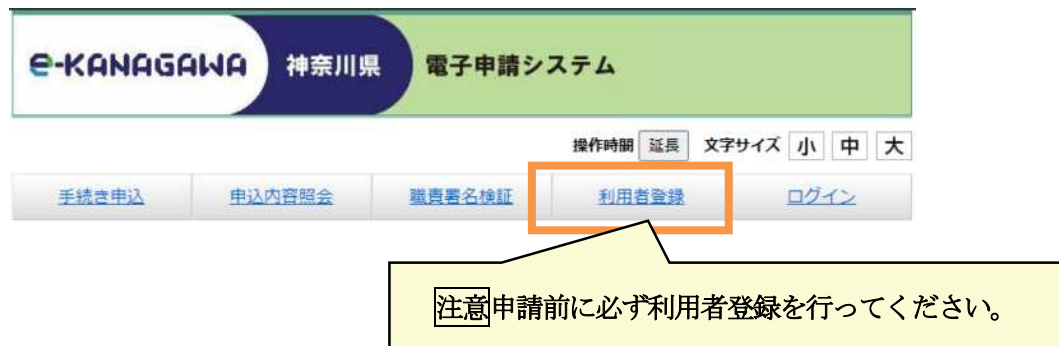 e-KANAGAWA 神奈川県 電子申請システム
操作時間 延長 文字サイズ 小 中 大
手続き申込 申込内容照会 職責署名検証 利用者登録 ログイン
注意申請前に必ず利用者登録を行ってください。